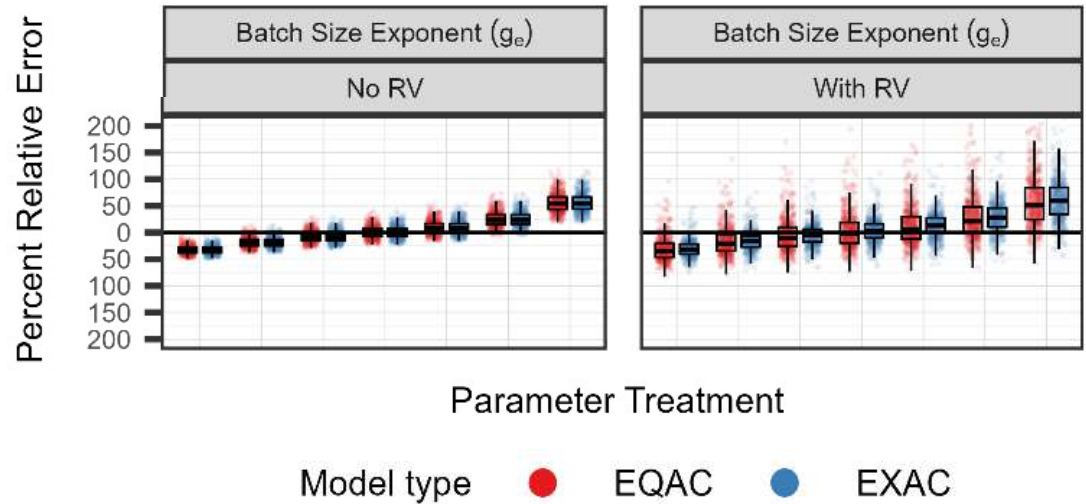 Batch Size Exponent (gₑ)
Batch Size Exponent (gₑ)
No RV
With RV
Percent Relative Error
200
150
100
50
0
50
100
150
200
Parameter Treatment
Model type EQAC EXAC